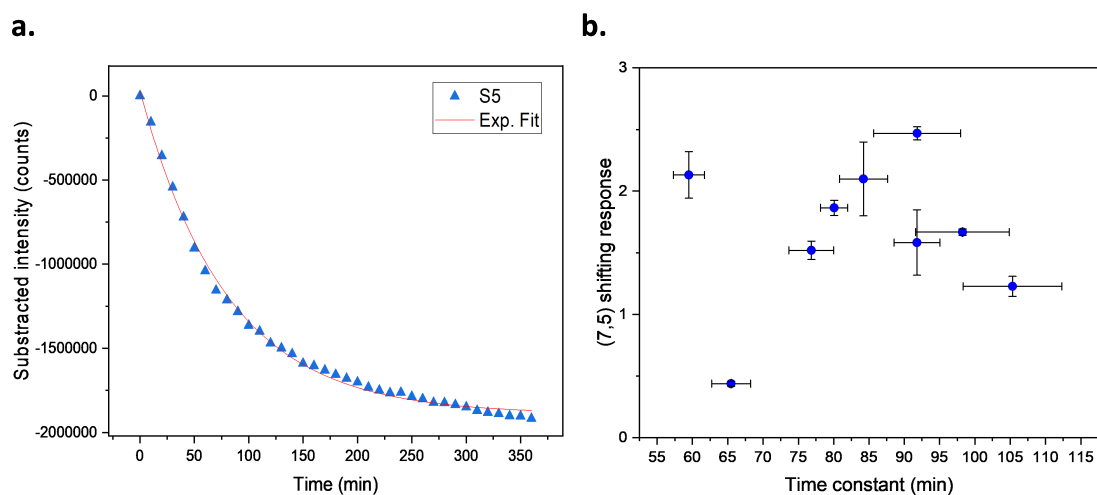 a.
S5
Exp. Fit
0
-500000
-1000000
-1500000
-2000000
Substracted intensity (counts)
0 50 100 150 200 250 300 350
Time (min)
b.
3
2
1
0
(7,5) shifting response
55 60 65 70 75 80 85 90 95 100 105 110 115
Time constant (min)